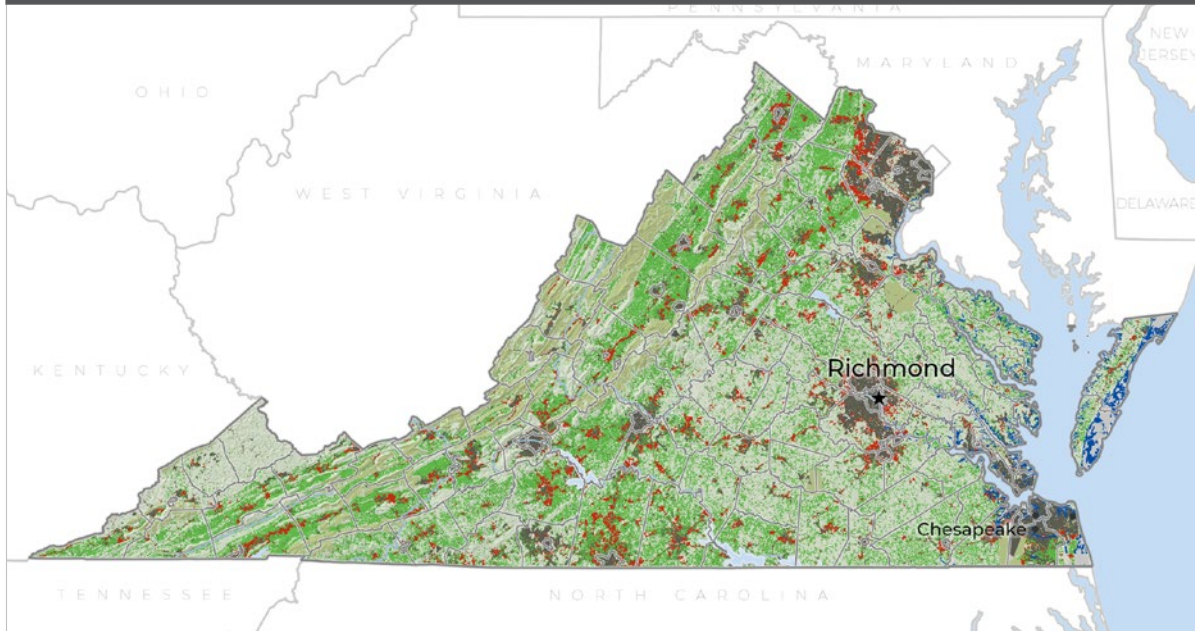 PENNSYLVANIA
NEW
JERSEY
MARYLAND
OHIO
WEST VIRGINIA
DELAWARE
KENTUCKY
Richmond
Chesapeake
TENNESSEE
NORTH CAROLINA